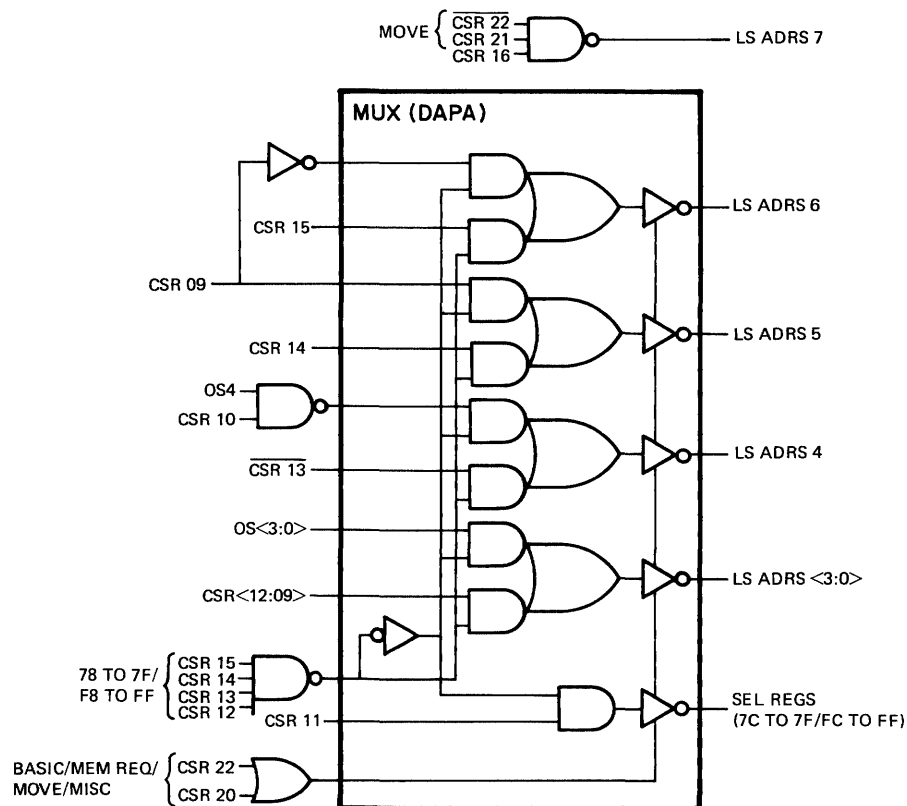 MOVE
CSR 22
CSR 21
CSR 16
LS ADRS 7
MUX (DAPA)
LS ADRS 6
CSR 15
CSR 09
LS ADRS 5
CSR 14
OS4
CSR 10
LS ADRS 4
CSR 13
OS<3:0>
LS ADRS <3:0>
CSR<12:09>
78 TO 7F/
F8 TO FF
CSR 15
CSR 14
CSR 13
CSR 12
CSR 11
SEL REGS
(7C TO 7F/FC TO FF)
BASIC/MEM REQ/
MOVE/MISC
CSR 22
CSR 20